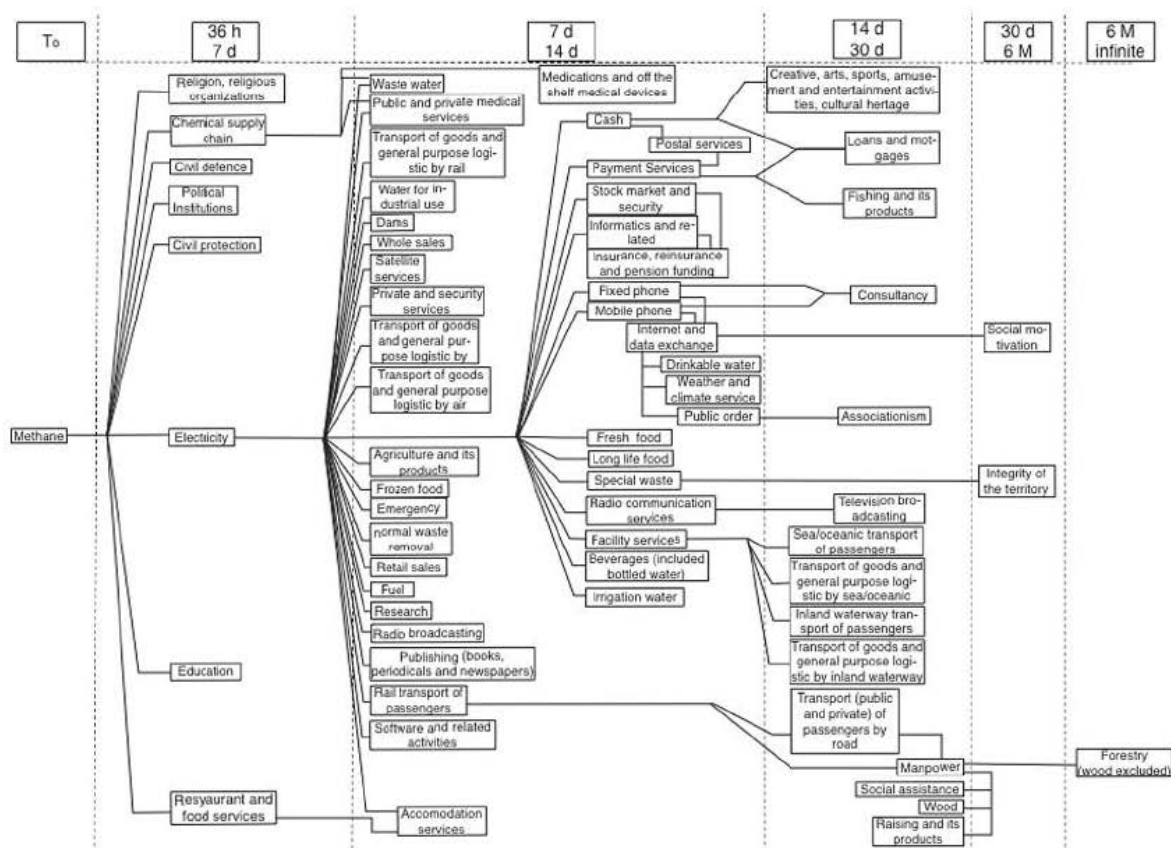 To
36 h
7 d
7 d
14 d
14 d
30 d
30 d
6 M
6 M
infinite
Methane
Religion, religious
organizations
Chemical supply
chain
Civil defence
Political
Institutions
Civil protection
Electricity
Education
Resyaurant and
food services
Waste water
Public and private medical
services
Transport of goods and
general purpose logi-
stic by rail
Water for in-
dustrial use
Dams
Whole sales
Satellite
services
Private and security
services
Transport of goods
and general pur-
pose logistic by
Transport of goods
and general purpose
logistic by air
Agriculture and its
products
Frozen food
Emergency
normal waste
removal
Retail sales
Fuel
Research
Radio broadcasting
Publishing (books,
periodicals and newspapers)
Rail transport of
passengers
Software and related
activities
Accomodation
services
Medications and off the
shelf medical devices
Cash
Postal services
Payment Services
Stock market and
security
Informatics and re-
lated
Insurance, reinsurance
and pension funding
Fixed phone
Mobile phone
Internet and
data exchange
Drinkable water
Weather and
climate service
Public order
Fresh food
Long life food
Special waste
Radio communication
services
Facility services
Beverages (included
bottled water)
Irrigation water
Creative, arts, sports, amuse-
ment and entertainment activi-
ties, cultural hertage
Loans and mot-
gages
Fishing and its
products
Consultancy
Associationism
Television bro-
adcasting
Sea/oceanic transport
of passengers
Transport of goods and
general purpose logi-
stic by sea/oceanic
Inland waterway tran-
sport of passengers
Transport of goods and
general purpose logi-
stic by inland waterway
Transport (public
and private) of
passengers by
road
Manpower
Social assistance
Wood
Raising and its
products
Social mo-
tivation
Integrity of
the territory
Forestry
(wood excluded)